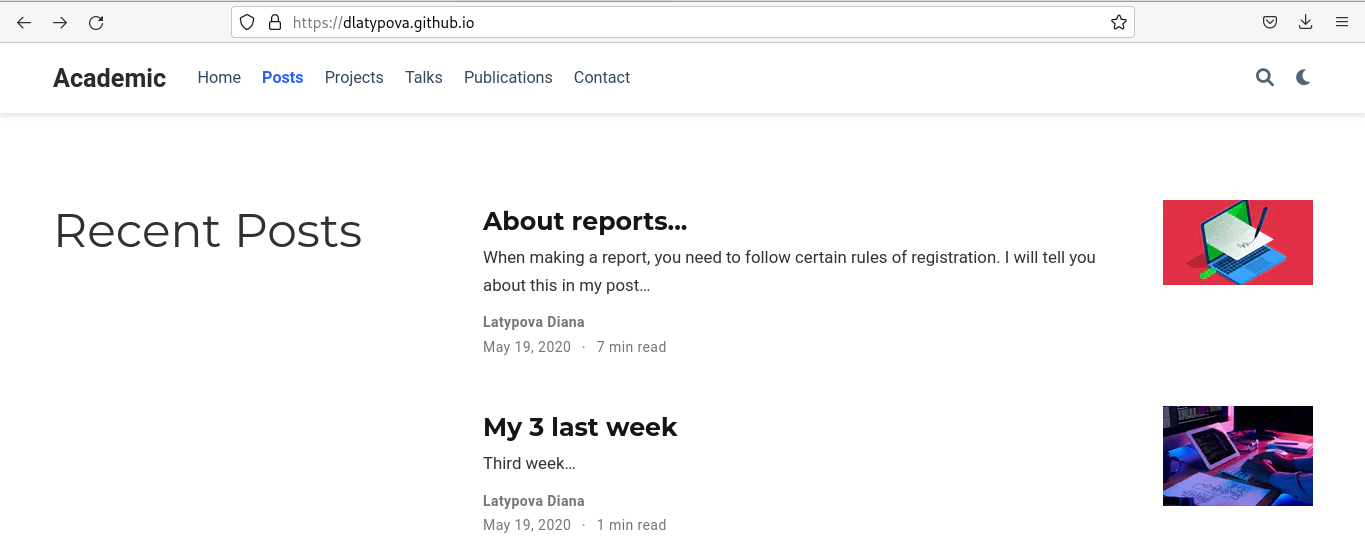 https://dlatypova.github.io
Academic Home Posts Projects Talks Publications Contact
Recent Posts
About reports...
When making a report, you need to follow certain rules of registration. I will tell you
about this in my post…
Latypova Diana
May 19, 2020 · 7 min read
My 3 last week
Third week…
Latypova Diana
May 19, 2020 · 1 min read